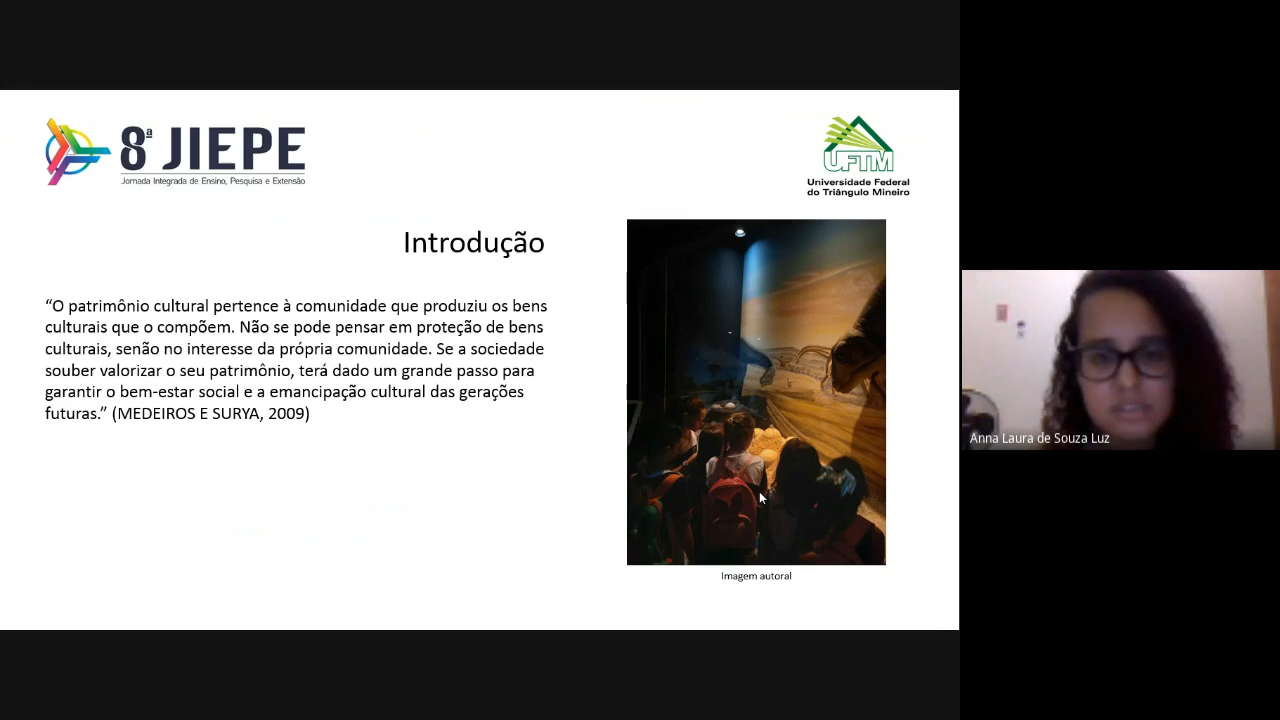 8ª JIEPE
Jornada Integrada de Ensino, Pesquisa e Extensão
UFTM
Universidade Federal
do Triângulo Mineiro
Introdução
“O patrimônio cultural pertence à comunidade que produziu os bens
culturais que o compõem. Não se pode pensar em proteção de bens
culturais, senão no interesse da própria comunidade. Se a sociedade
souber valorizar o seu patrimônio, terá dado um grande passo para
garantir o bem-estar social e a emancipação cultural das gerações
futuras.” (MEDEIROS E SURYA, 2009)
Imagem autoral
Anna Laura de Souza Luz